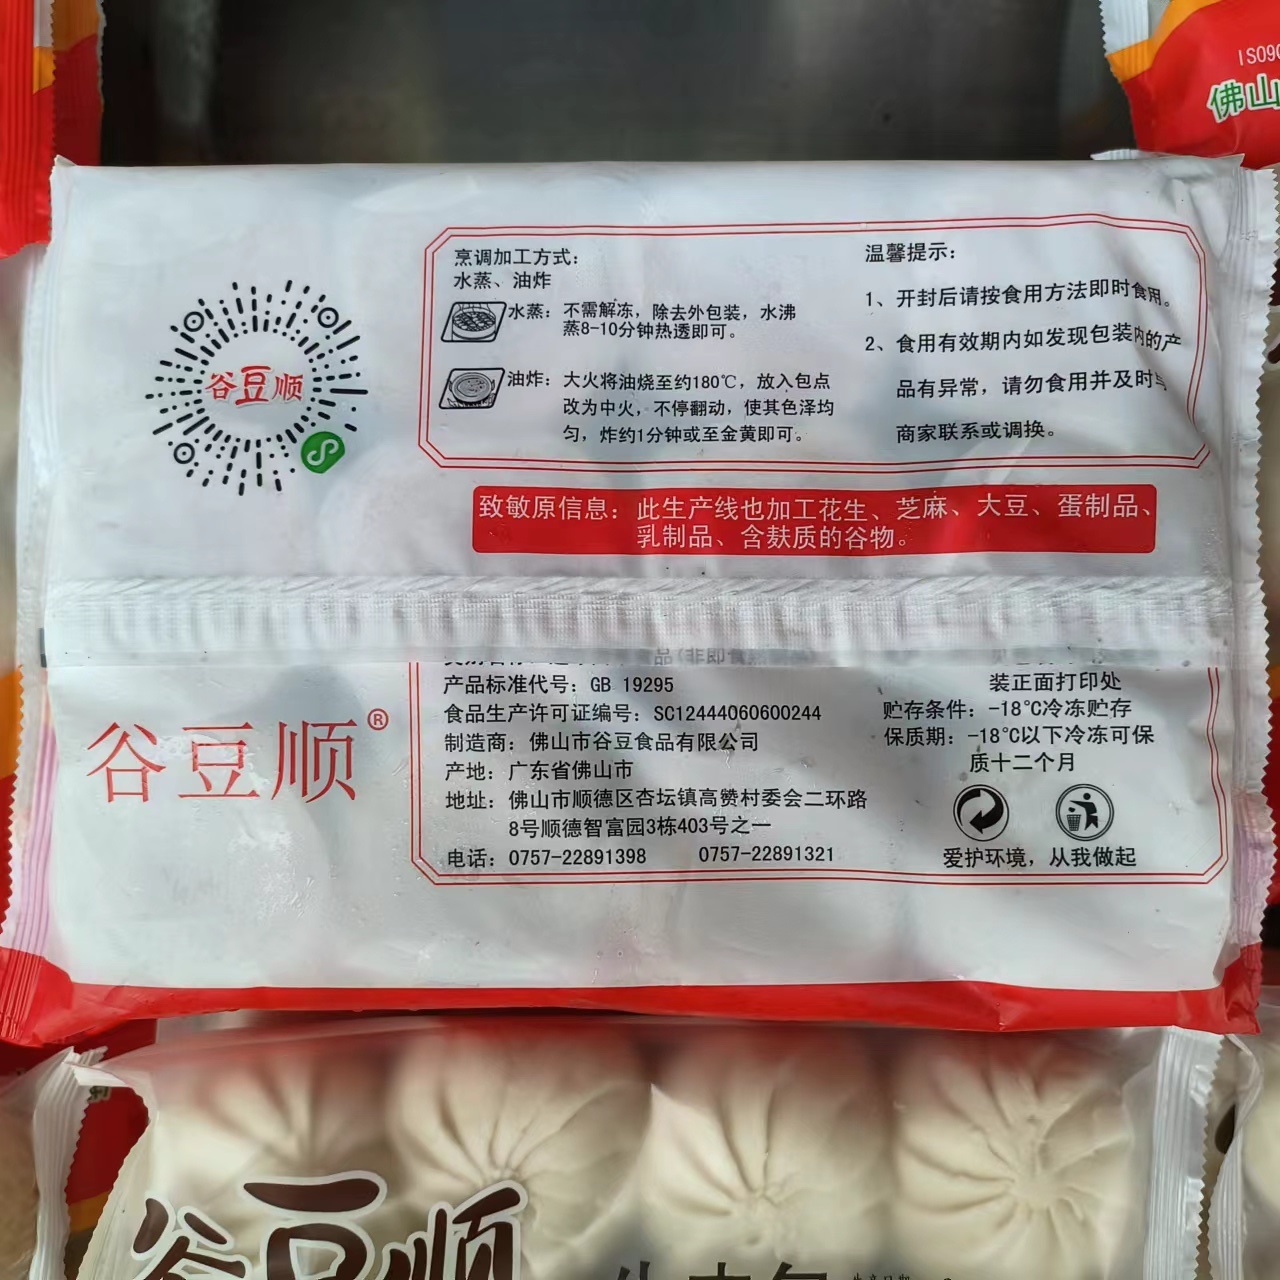 ISO90
佛山
谷豆顺
烹调加工方式：
水蒸、油炸
水蒸：不需解冻，除去外包装，水沸
蒸8-10分钟热透即可。
油炸：大火将油烧至约180℃，放入包点
改为中火，不停翻动，使其色泽均
匀，炸约1分钟或至金黄即可。
温馨提示：
1、开封后请按食用方法即时食用。
2、食用有效期内如发现包装内的产
品有异常，请勿食用并及时与
商家联系或调换。
致敏原信息：此生产线也加工花生、芝麻、大豆、蛋制品、
乳制品、含麸质的谷物。
谷豆顺®
品(非即食
产品标准代号：GB 19295
食品生产许可证编号：SC12444060600244
制造商：佛山市谷豆食品有限公司
产地：广东省佛山市
地址：佛山市顺德区杏坛镇高赞村委会二环路
8号顺德智富园3栋403号之一
电话：0757-22891398 0757-22891321
装正面打印处
贮存条件：-18℃冷冻贮存
保质期：-18℃以下冷冻可保
质十二个月
爱护环境，从我做起
谷豆顺